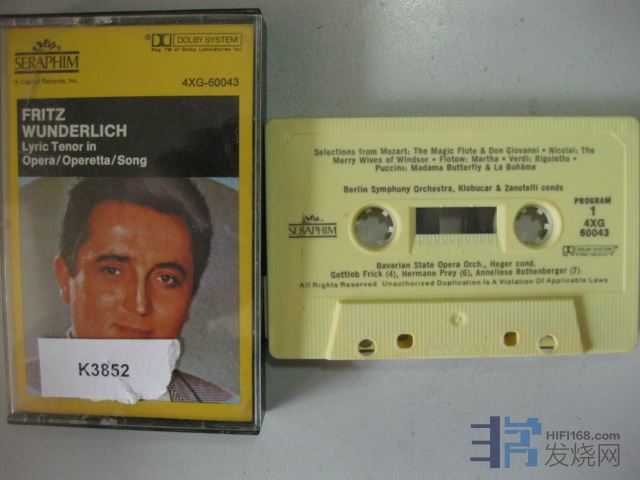 SERAPHIM
® Capitol Records, Inc.
DOLBY SYSTEM
Reg. TM of Dolby Laboratories Inc
4XG-60043
FRITZ
WUNDERLICH
Lyric Tenor in
Opera/Operetta/Song
K3852
Selections from Mozart: The Magic Flute & Don Giovanni • Nicolai: The
Merry Wives of Windsor • Flotow: Martha • Verdi: Rigoletto •
Puccini: Madama Butterfly & La Bohème
Berlin Symphony Orchestra, Klobucar & Zanotelli conds
PROGRAM
1
4XG
60043
SERAPHIM
DOLBY SYSTEM
Bavarian State Opera Orch., Heger cond.
Gottlob Frick (4), Hermann Prey (6), Anneliese Rothenberger (7)
All Rights Reserved Unauthorized Duplication Is A Violation Of Applicable Laws
HIFI168.com
发烧网